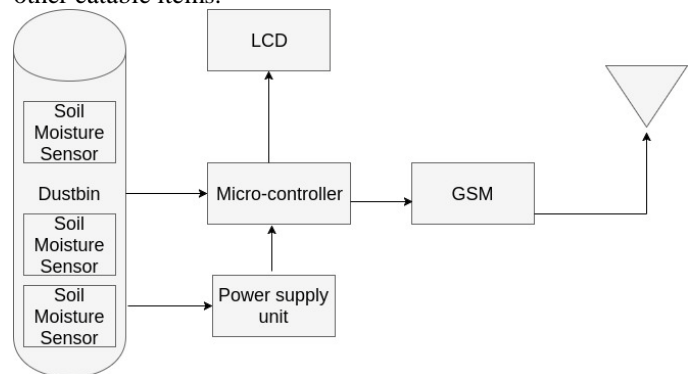 other eatable items.
LCD
Soil
Moisture
Sensor
Dustbin
Micro-controller
GSM
Soil
Moisture
Sensor
Soil
Moisture
Sensor
Power supply
unit